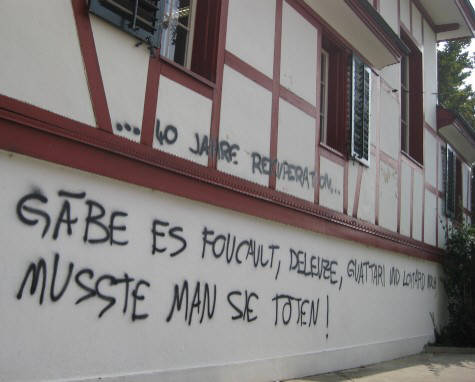 ... 40 JAHRE REKUPERATION...
GÄBE ES FOUCAULT, DELEUZE, GUATTARI UND LYOTARD NOCH
MUSSTE MAN SIE TÖTEN!